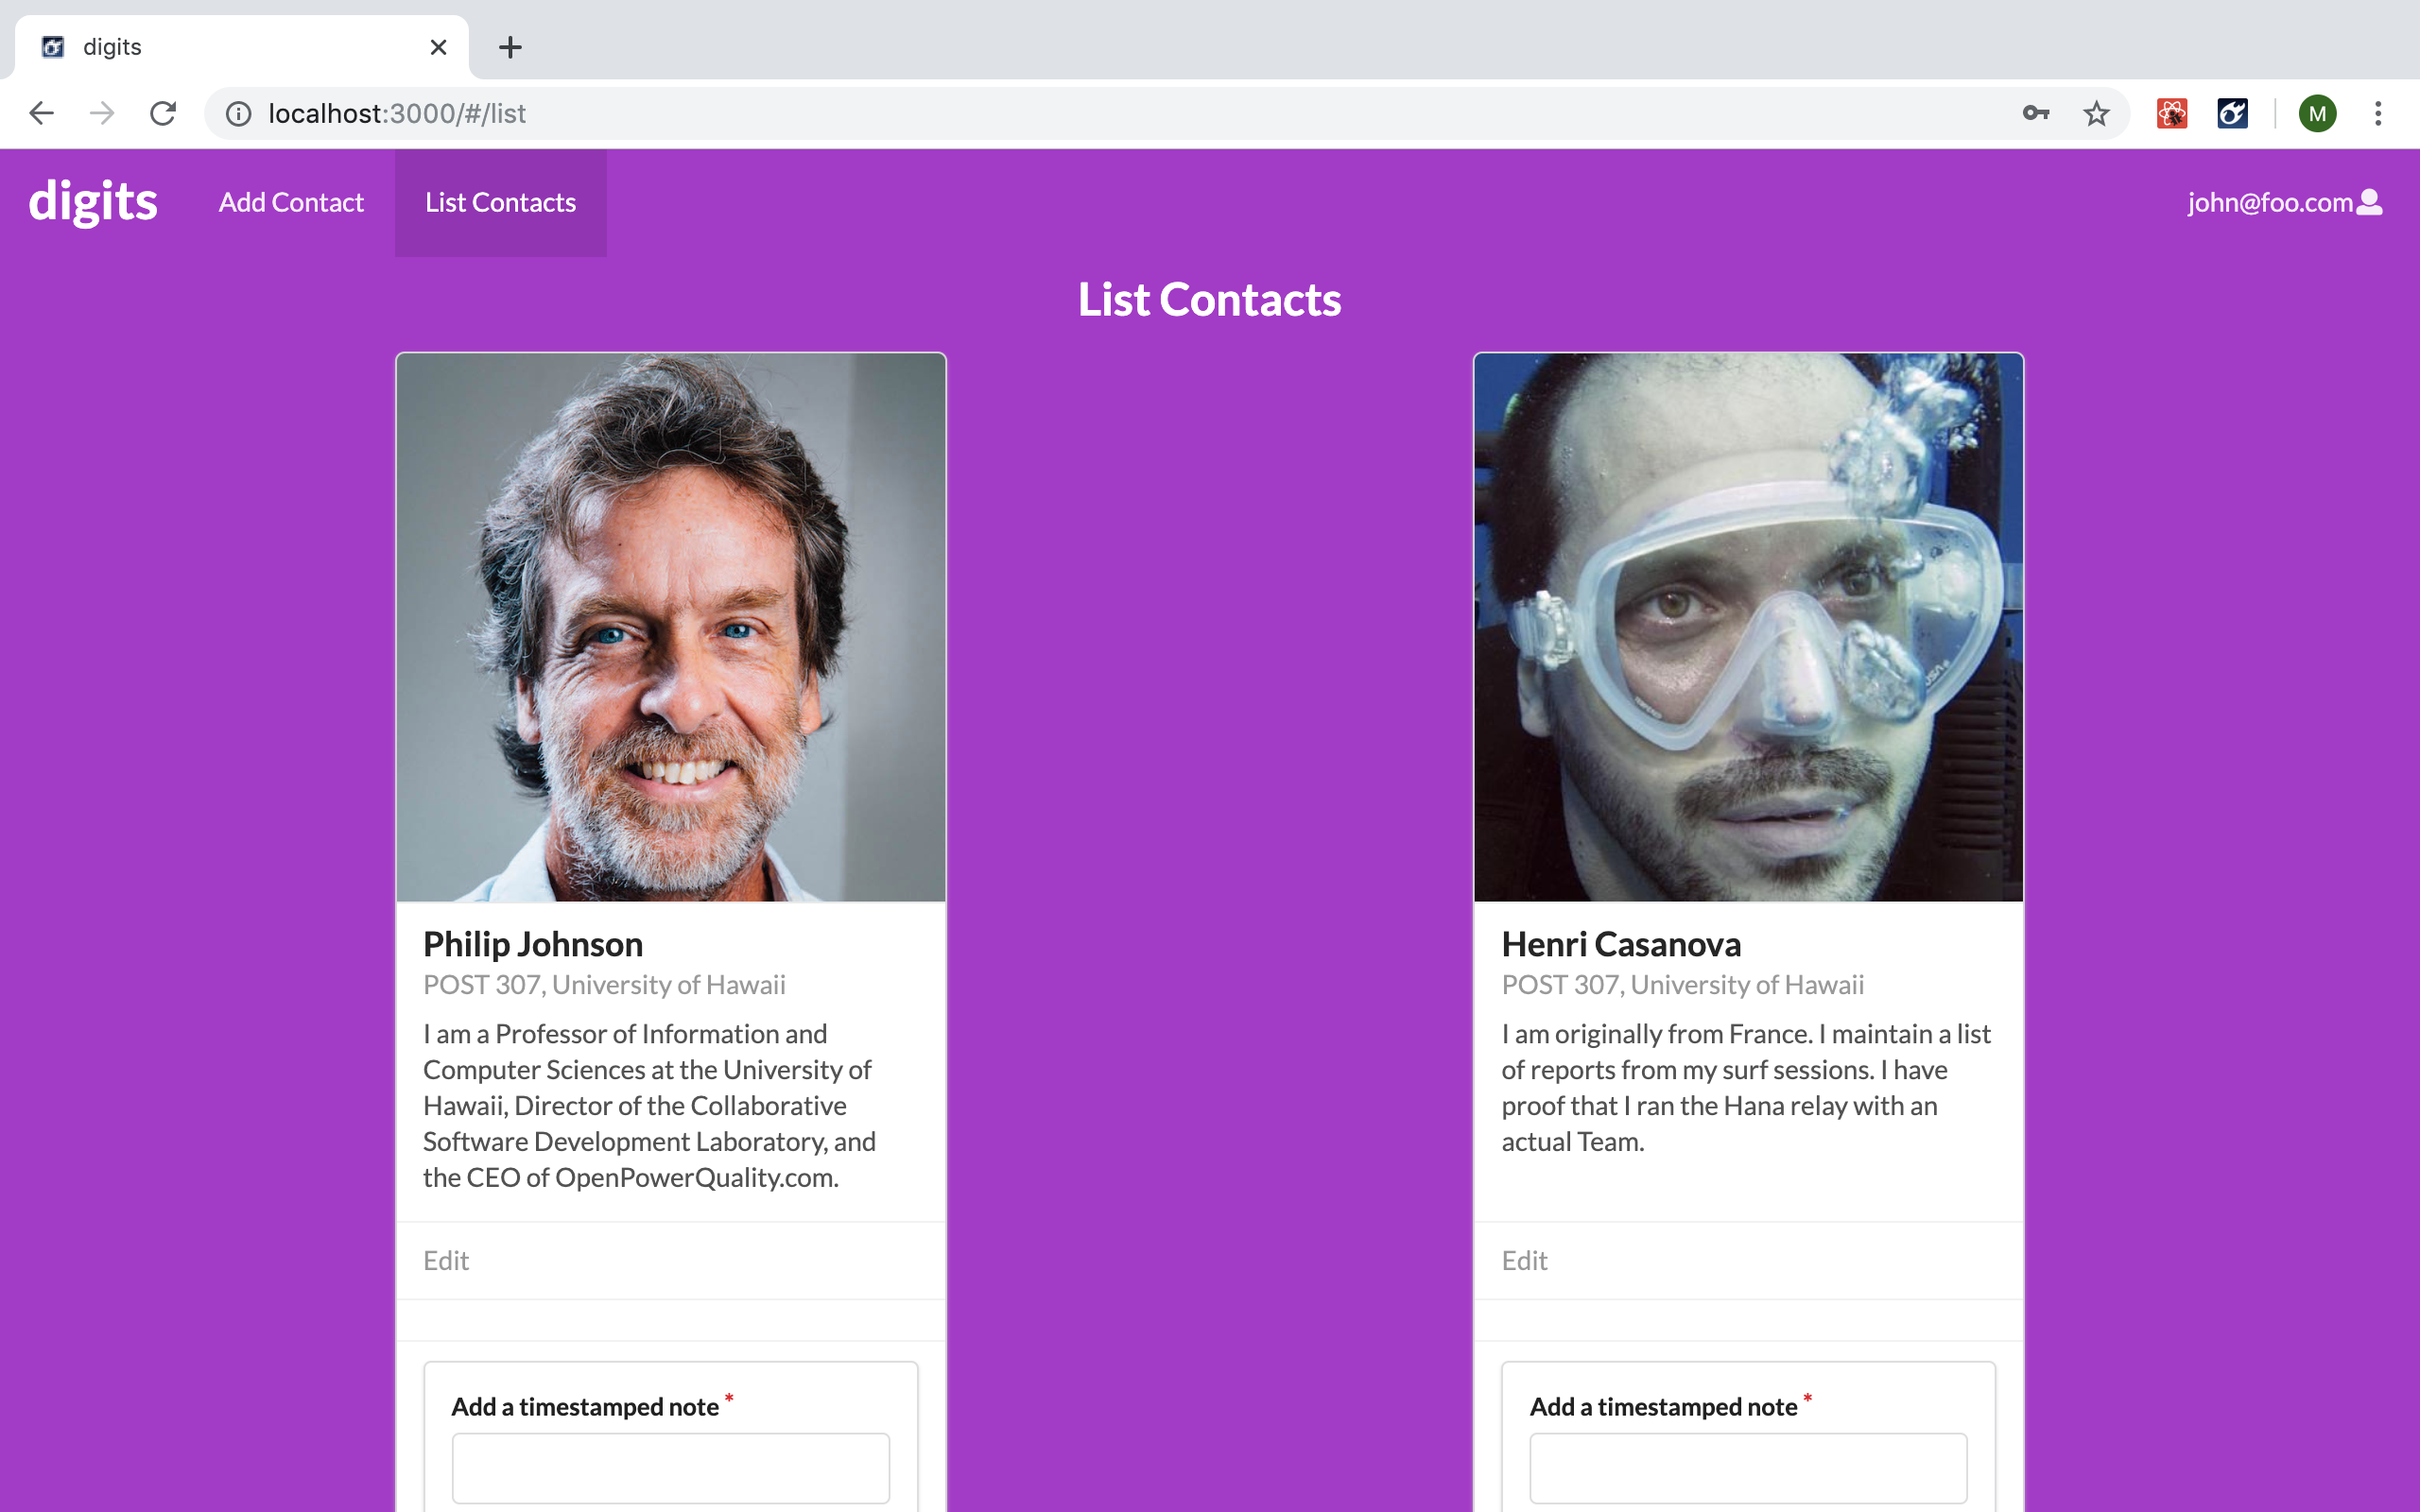 digits
localhost:3000/#/list
M
digits
Add Contact
List Contacts
john@foo.com
List Contacts
Philip Johnson
POST 307, University of Hawaii
I am a Professor of Information and
Computer Sciences at the University of
Hawaii, Director of the Collaborative
Software Development Laboratory, and
the CEO of OpenPowerQuality.com.
Edit
Add a timestamped note *
Henri Casanova
POST 307, University of Hawaii
I am originally from France. I maintain a list
of reports from my surf sessions. I have
proof that I ran the Hana relay with an
actual Team.
Edit
Add a timestamped note *